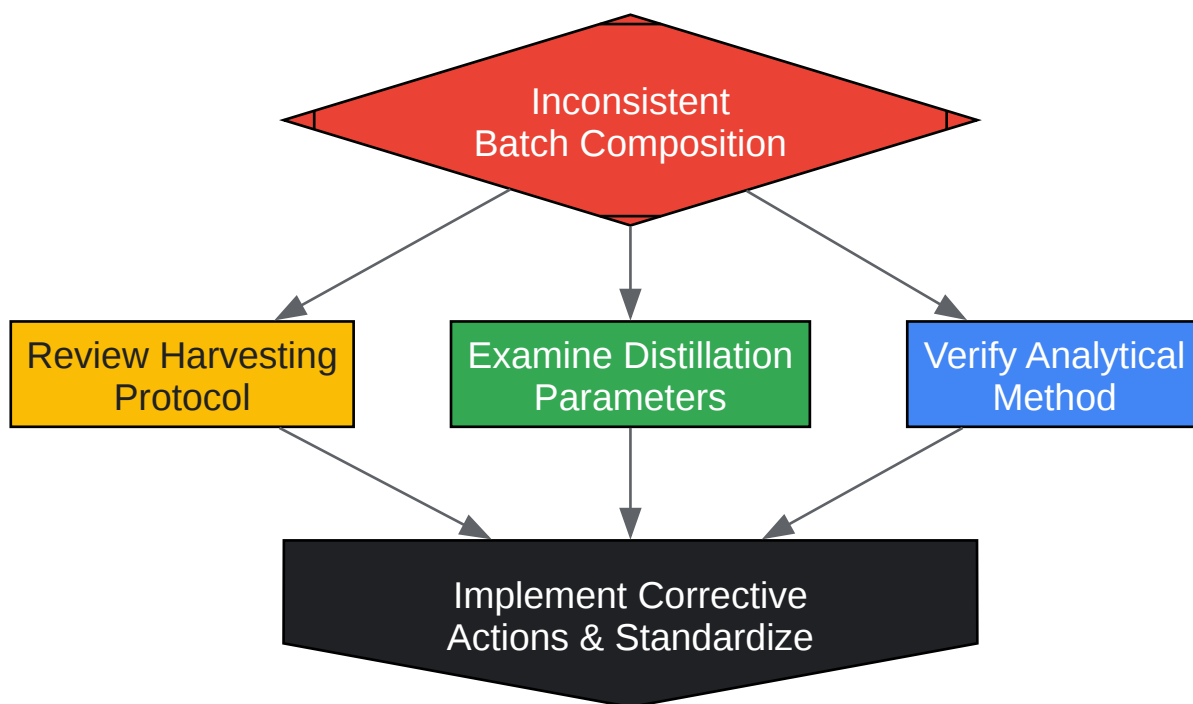 Inconsistent
Batch Composition
Review Harvesting
Protocol
Examine Distillation
Parameters
Verify Analytical
Method
Implement Corrective
Actions & Standardize